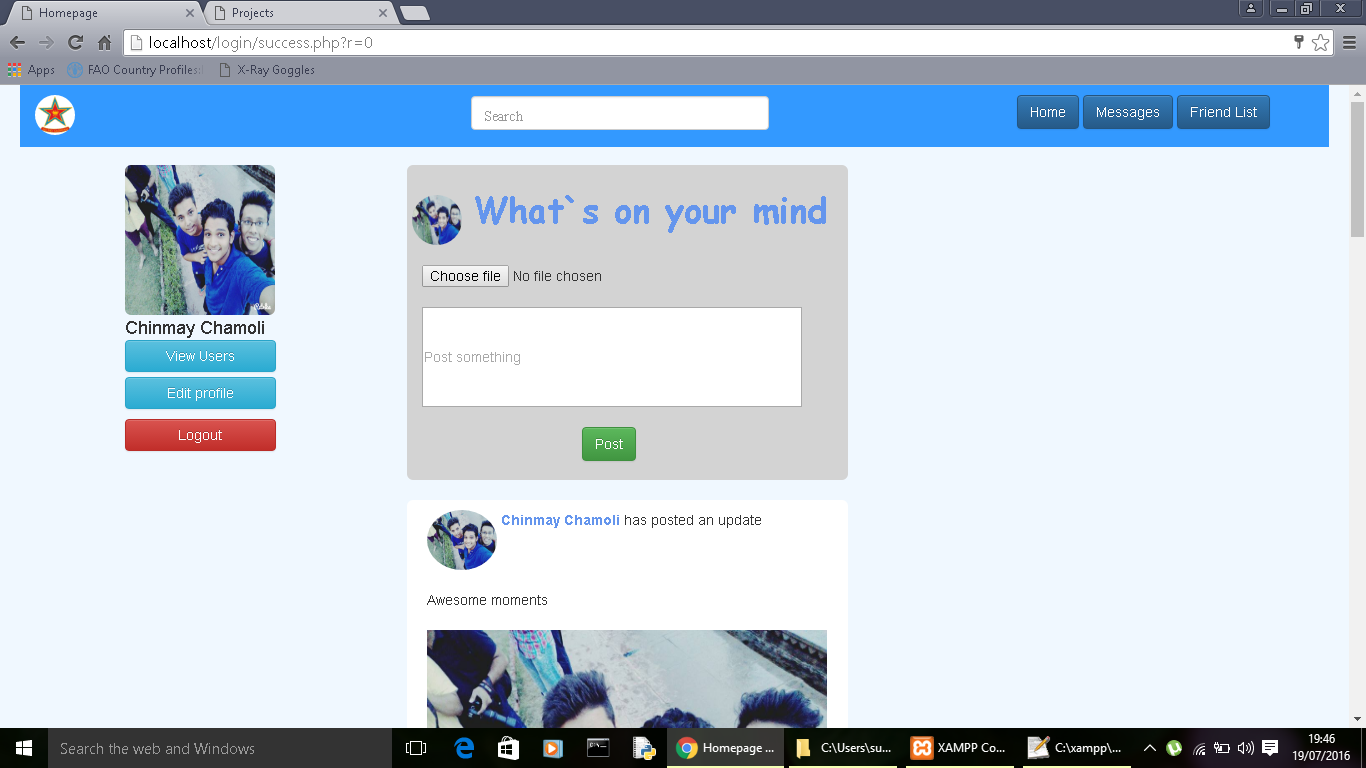 Homepage
Projects
localhost/login/success.php?r=0
Apps
FAO Country Profiles:
X-Ray Goggles
Search
Home
Messages
Friend List
What`s on your mind
Choose file No file chosen
Post something
Post
Chinmay Chamoli
View Users
Edit profile
Logout
Chinmay Chamoli has posted an update
Awesome moments
Search the web and Windows
Homepage ...
C:\Users\su...
XAMPP Co...
C:\xampp\...
19:46
19/07/2016